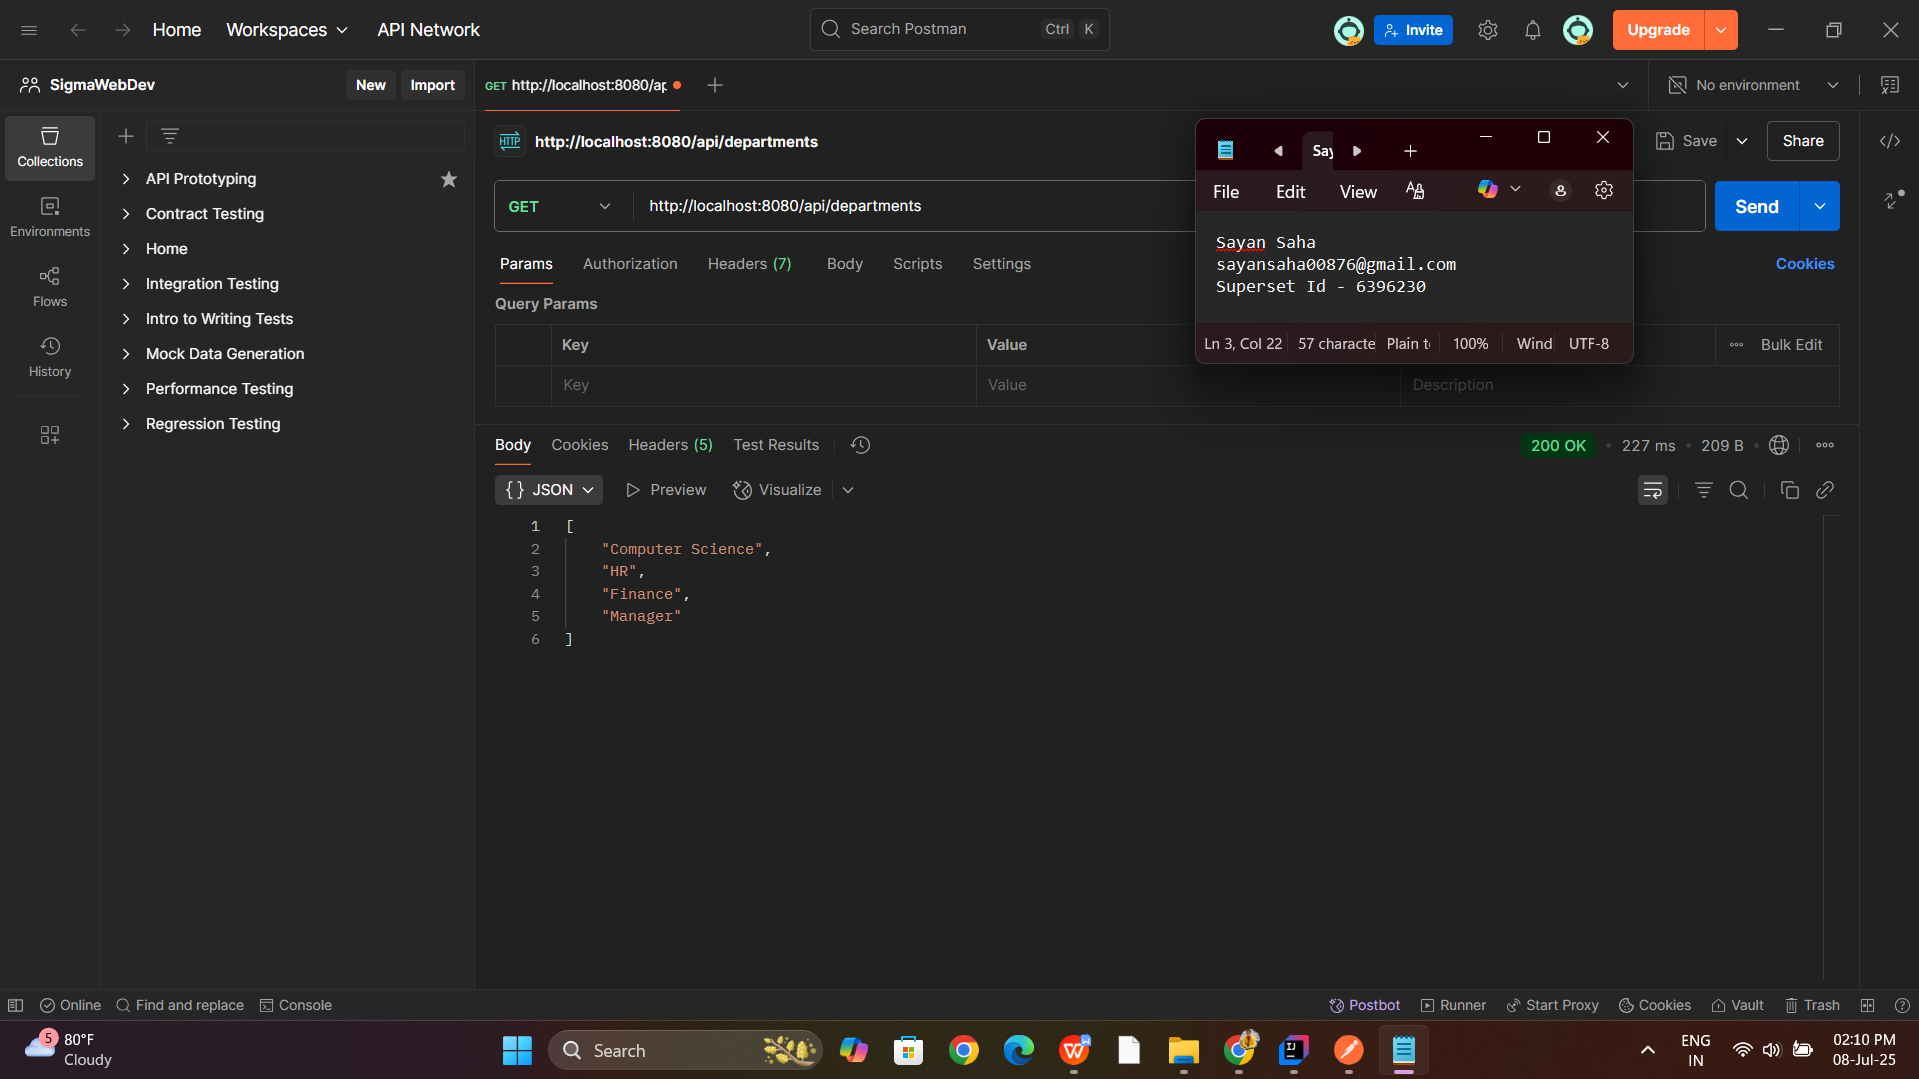 Home
Workspaces
API Network
Search Postman
Ctrl K
Invite
Upgrade
SigmaWebDev
New
Import
GET http://localhost:8080/ap
No environment
Collections
Environments
Flows
History
API Prototyping
Contract Testing
Home
Integration Testing
Intro to Writing Tests
Mock Data Generation
Performance Testing
Regression Testing
HTTP http://localhost:8080/api/departments
Save
Share
GET
http://localhost:8080/api/departments
Send
Params
Authorization
Headers (7)
Body
Scripts
Settings
Cookies
Query Params
Key
Value
Bulk Edit
Key
Value
Description
Say
File
Edit
View
Sayan Saha
sayansaha00876@gmail.com
Superset Id - 6396230
Ln 3, Col 22
57 characte
Plain t
100%
Wind
UTF-8
Body
Cookies
Headers (5)
Test Results
200 OK
227 ms
209 B
{} JSON
Preview
Visualize
1 [
2 "Computer Science",
3 "HR",
4 "Finance",
5 "Manager"
6 ]
Online
Find and replace
Console
Postbot
Runner
Start Proxy
Cookies
Vault
Trash
5
80°F
Cloudy
Search
ENG
IN
02:10 PM
08-Jul-25